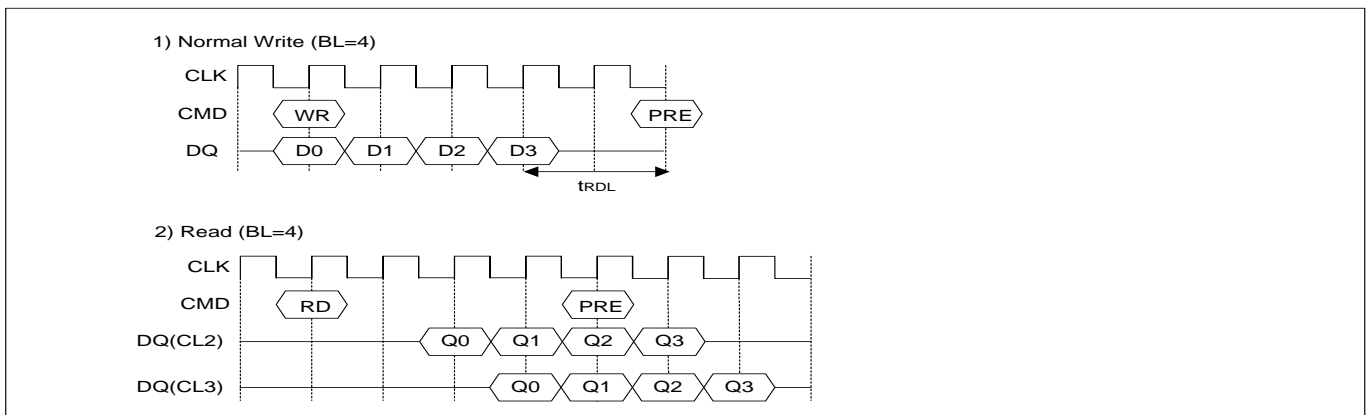 1) Normal Write (BL=4)
CLK
CMD WR PRE
DQ D0 D1 D2 D3
tRDL
2) Read (BL=4)
CLK
CMD RD PRE
DQ(CL2) Q0 Q1 Q2 Q3
DQ(CL3) Q0 Q1 Q2 Q3